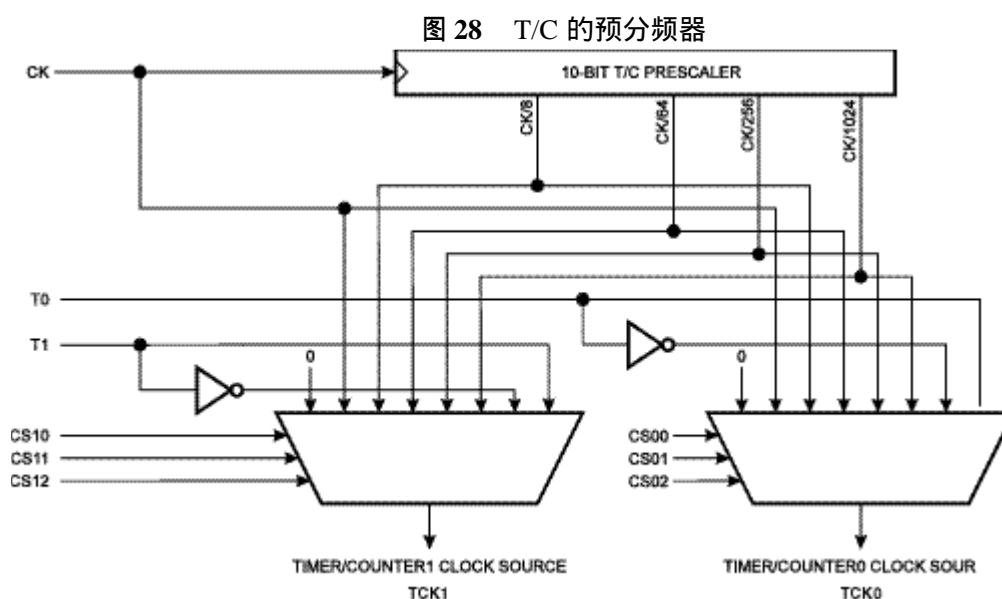 图 28 T/C 的预分频器
CK
10-BIT T/C PRESCALER
CK/8
CK/64
CK/256
CK/1024
T0
T1
0
0
CS10
CS11
CS12
CS00
CS01
CS02
TIMER/COUNTER1 CLOCK SOURCE
TCK1
TIMER/COUNTER0 CLOCK SOUR
TCK0